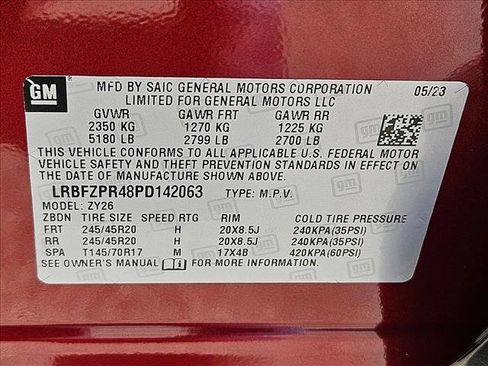 GM
MFD BY SAIC GENERAL MOTORS CORPORATION 05/23
LIMITED FOR GENERAL MOTORS LLC
GVWR GAWR FRT GAWR RR
2350 KG 1270 KG 1225 KG
5180 LB 2799 LB 2700 LB
THIS VEHICLE CONFORMS TO ALL APPLICABLE U.S. FEDERAL MOTOR
VEHICLE SAFETY AND THEFT PREVENTION STANDARDS IN EFFECT ON
THE DATE OF MANUFACTURE SHOWN ABOVE.
LRBFZPR48PD142063 TYPE: M.P.V.
MODEL: ZY26
ZBDN TIRE SIZE SPEED RTG RIM COLD TIRE PRESSURE
FRT 245/45R20 H 20X8.5J 240KPA(35PSI)
RR 245/45R20 H 20X8.5J 240KPA(35PSI)
SPA T145/70R17 M 17X4B 420KPA(60PSI)
SEE OWNER'S MANUAL FOR MORE INFORMATION